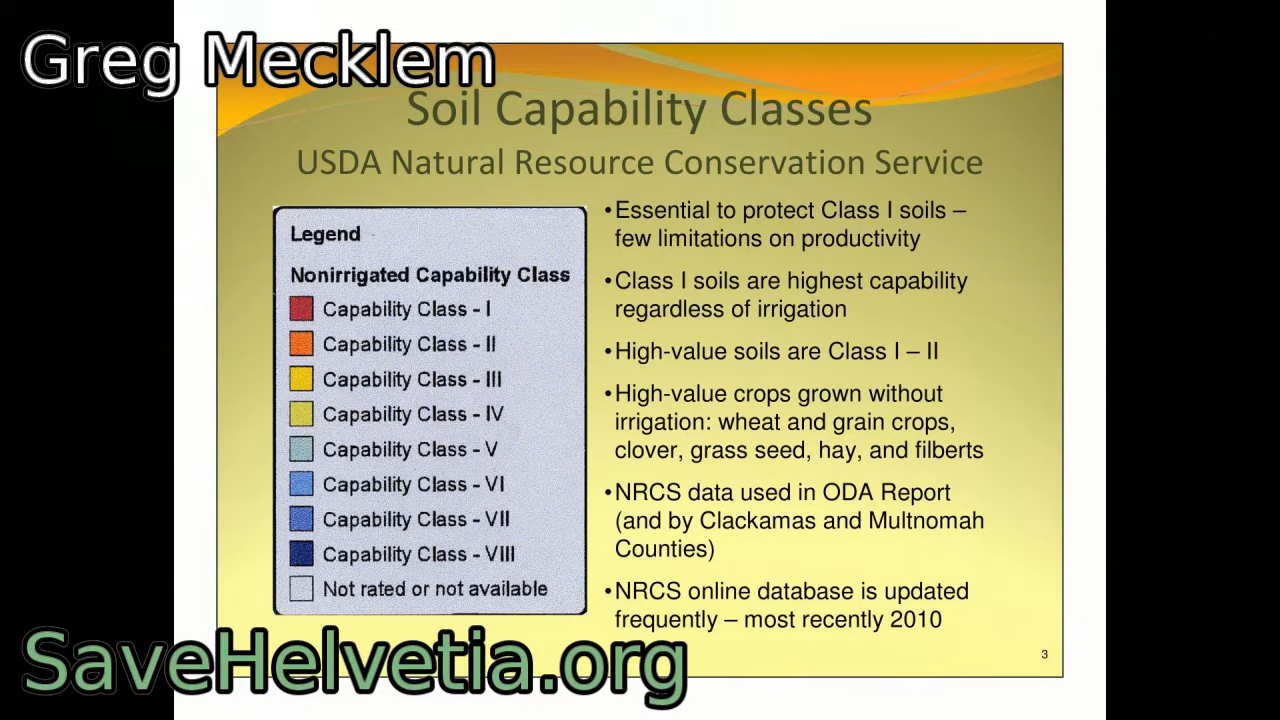 Greg Mecklem
Soil Capability Classes
USDA Natural Resource Conservation Service
Legend
Nonirrigated Capability Class
Capability Class - I
Capability Class - II
Capability Class - III
Capability Class - IV
Capability Class - V
Capability Class - VI
Capability Class - VII
Capability Class - VIII
Not rated or not available
•Essential to protect Class I soils –
few limitations on productivity
•Class I soils are highest capability
regardless of irrigation
•High-value soils are Class I – II
•High-value crops grown without
irrigation: wheat and grain crops,
clover, grass seed, hay, and filberts
•NRCS data used in ODA Report
(and by Clackamas and Multnomah
Counties)
•NRCS online database is updated
frequently – most recently 2010
3
SaveHelvetia.org